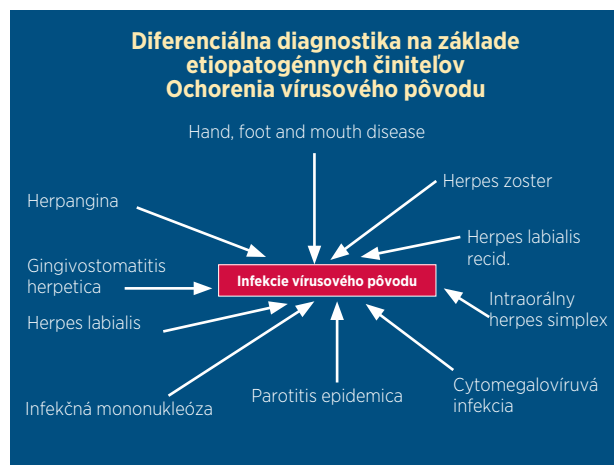 Diferenciálna diagnostika na základe
etiopatogénnych činiteľov
Ochorenia vírusového pôvodu
Hand, foot and mouth disease
Herpes zoster
Herpangina
Herpes labialis
recid.
Gingivostomatitis
herpetica
Infekcie vírusového pôvodu
Intraorálny
herpes simplex
Herpes labialis
Cytomegalovíruvá
infekcia
Parotitis epidemica
Infekčná mononukleóza